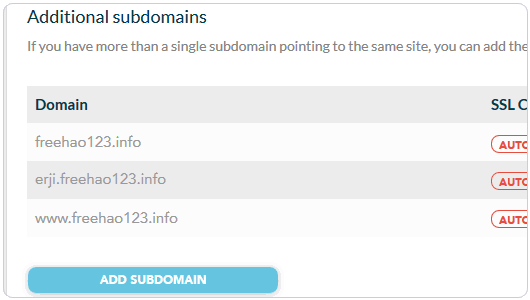 Additional subdomains
If you have more than a single subdomain pointing to the same site, you can add the
Domain SSL C
freehao123.info AUTO
erji.freehao123.info AUTO
www.freehao123.info AUTO
ADD SUBDOMAIN